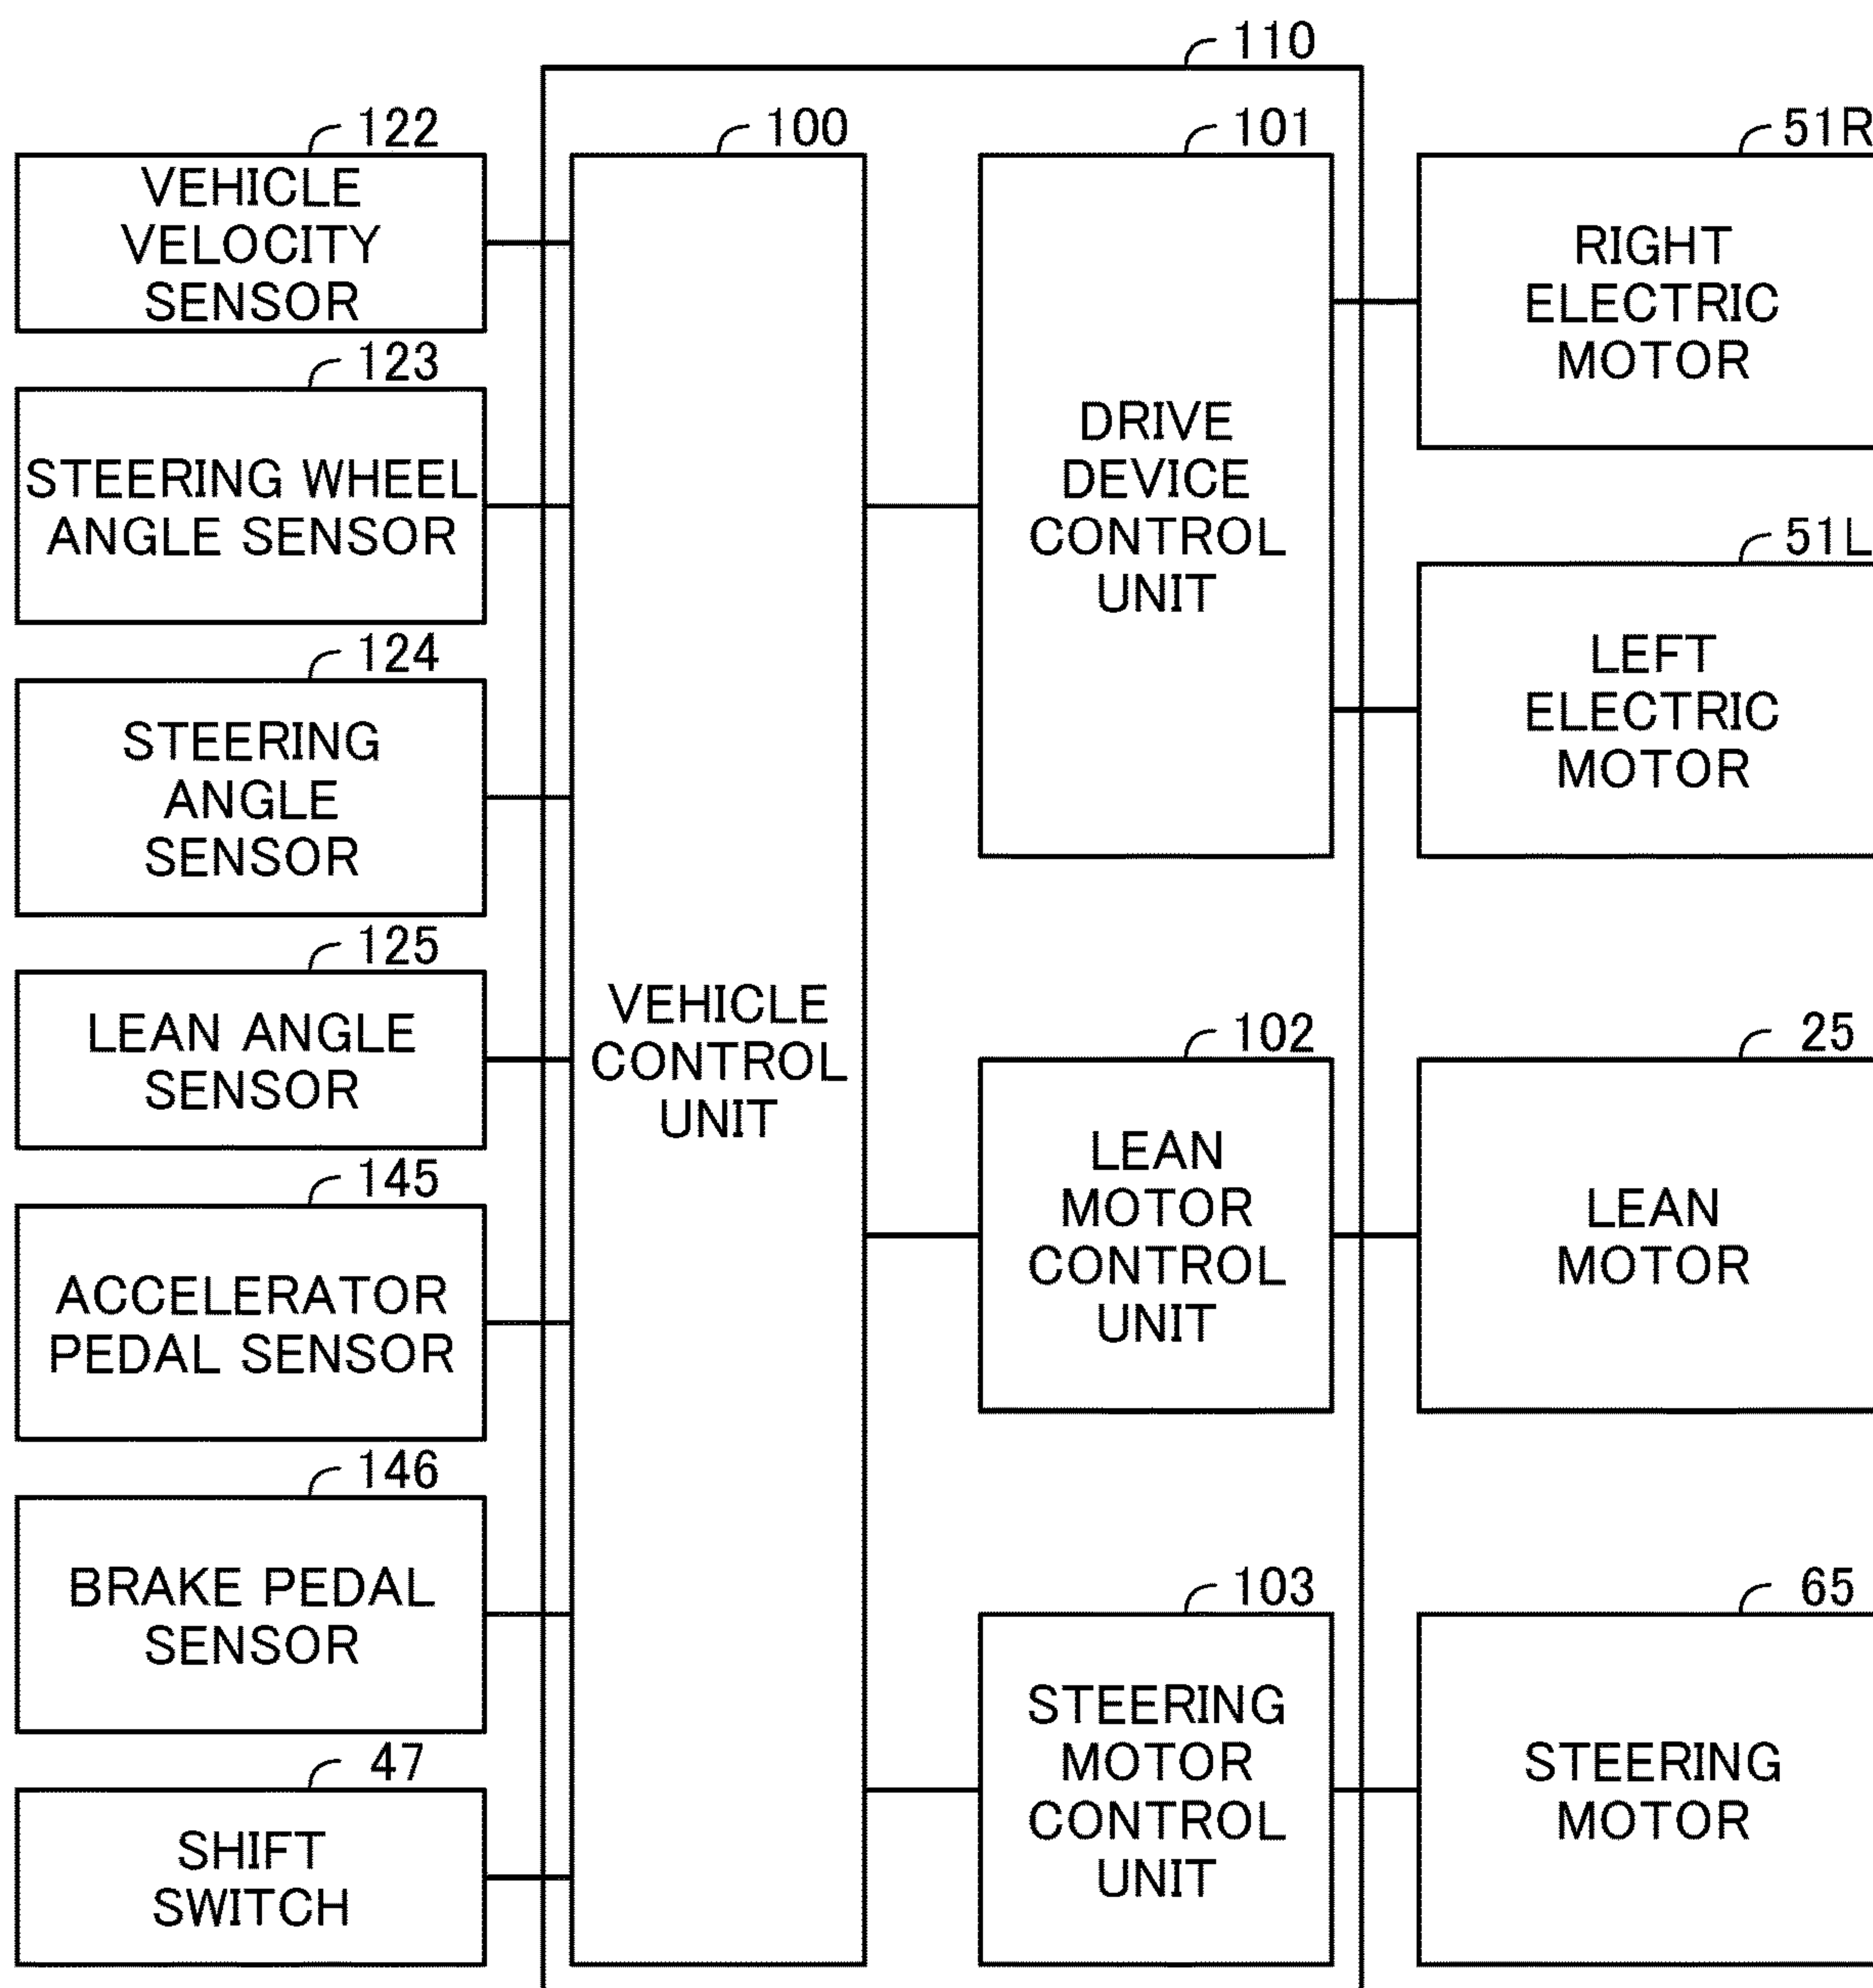 110
122
VEHICLE
VELOCITY
SENSOR
123
STEERING WHEEL
ANGLE SENSOR
124
STEERING
ANGLE
SENSOR
125
LEAN ANGLE
SENSOR
145
ACCELERATOR
PEDAL SENSOR
146
BRAKE PEDAL
SENSOR
47
SHIFT
SWITCH
100
VEHICLE
CONTROL
UNIT
101
DRIVE
DEVICE
CONTROL
UNIT
102
LEAN
MOTOR
CONTROL
UNIT
103
STEERING
MOTOR
CONTROL
UNIT
51R
RIGHT
ELECTRIC
MOTOR
51L
LEFT
ELECTRIC
MOTOR
25
LEAN
MOTOR
65
STEERING
MOTOR